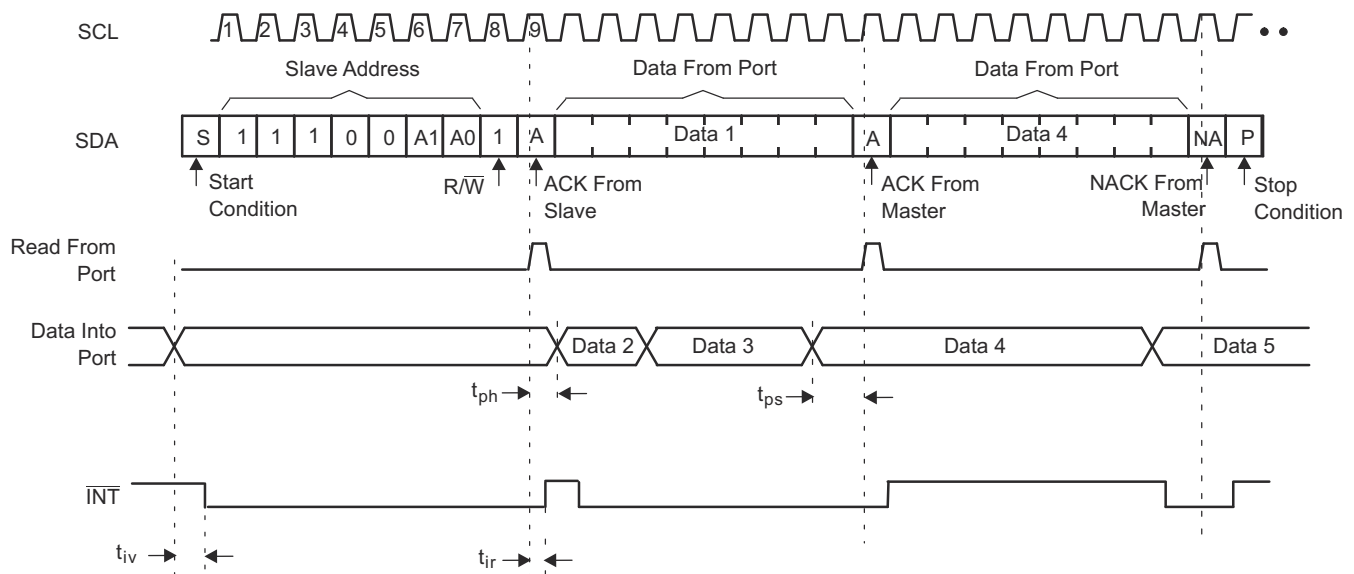 SCL
1 2 3 4 5 6 7 8 9
Slave Address
Data From Port
Data From Port
SDA
S 1 1 1 0 0 A1 A0 1 A Data 1 A Data 4 NA P
Start
Condition
R/W̅
ACK From
Slave
ACK From
Master
NACK From
Master
Stop
Condition
Read From
Port
Data Into
Port
Data 2
Data 3
Data 4
Data 5
tph
tps
I̅N̅T̅
tiv
tir